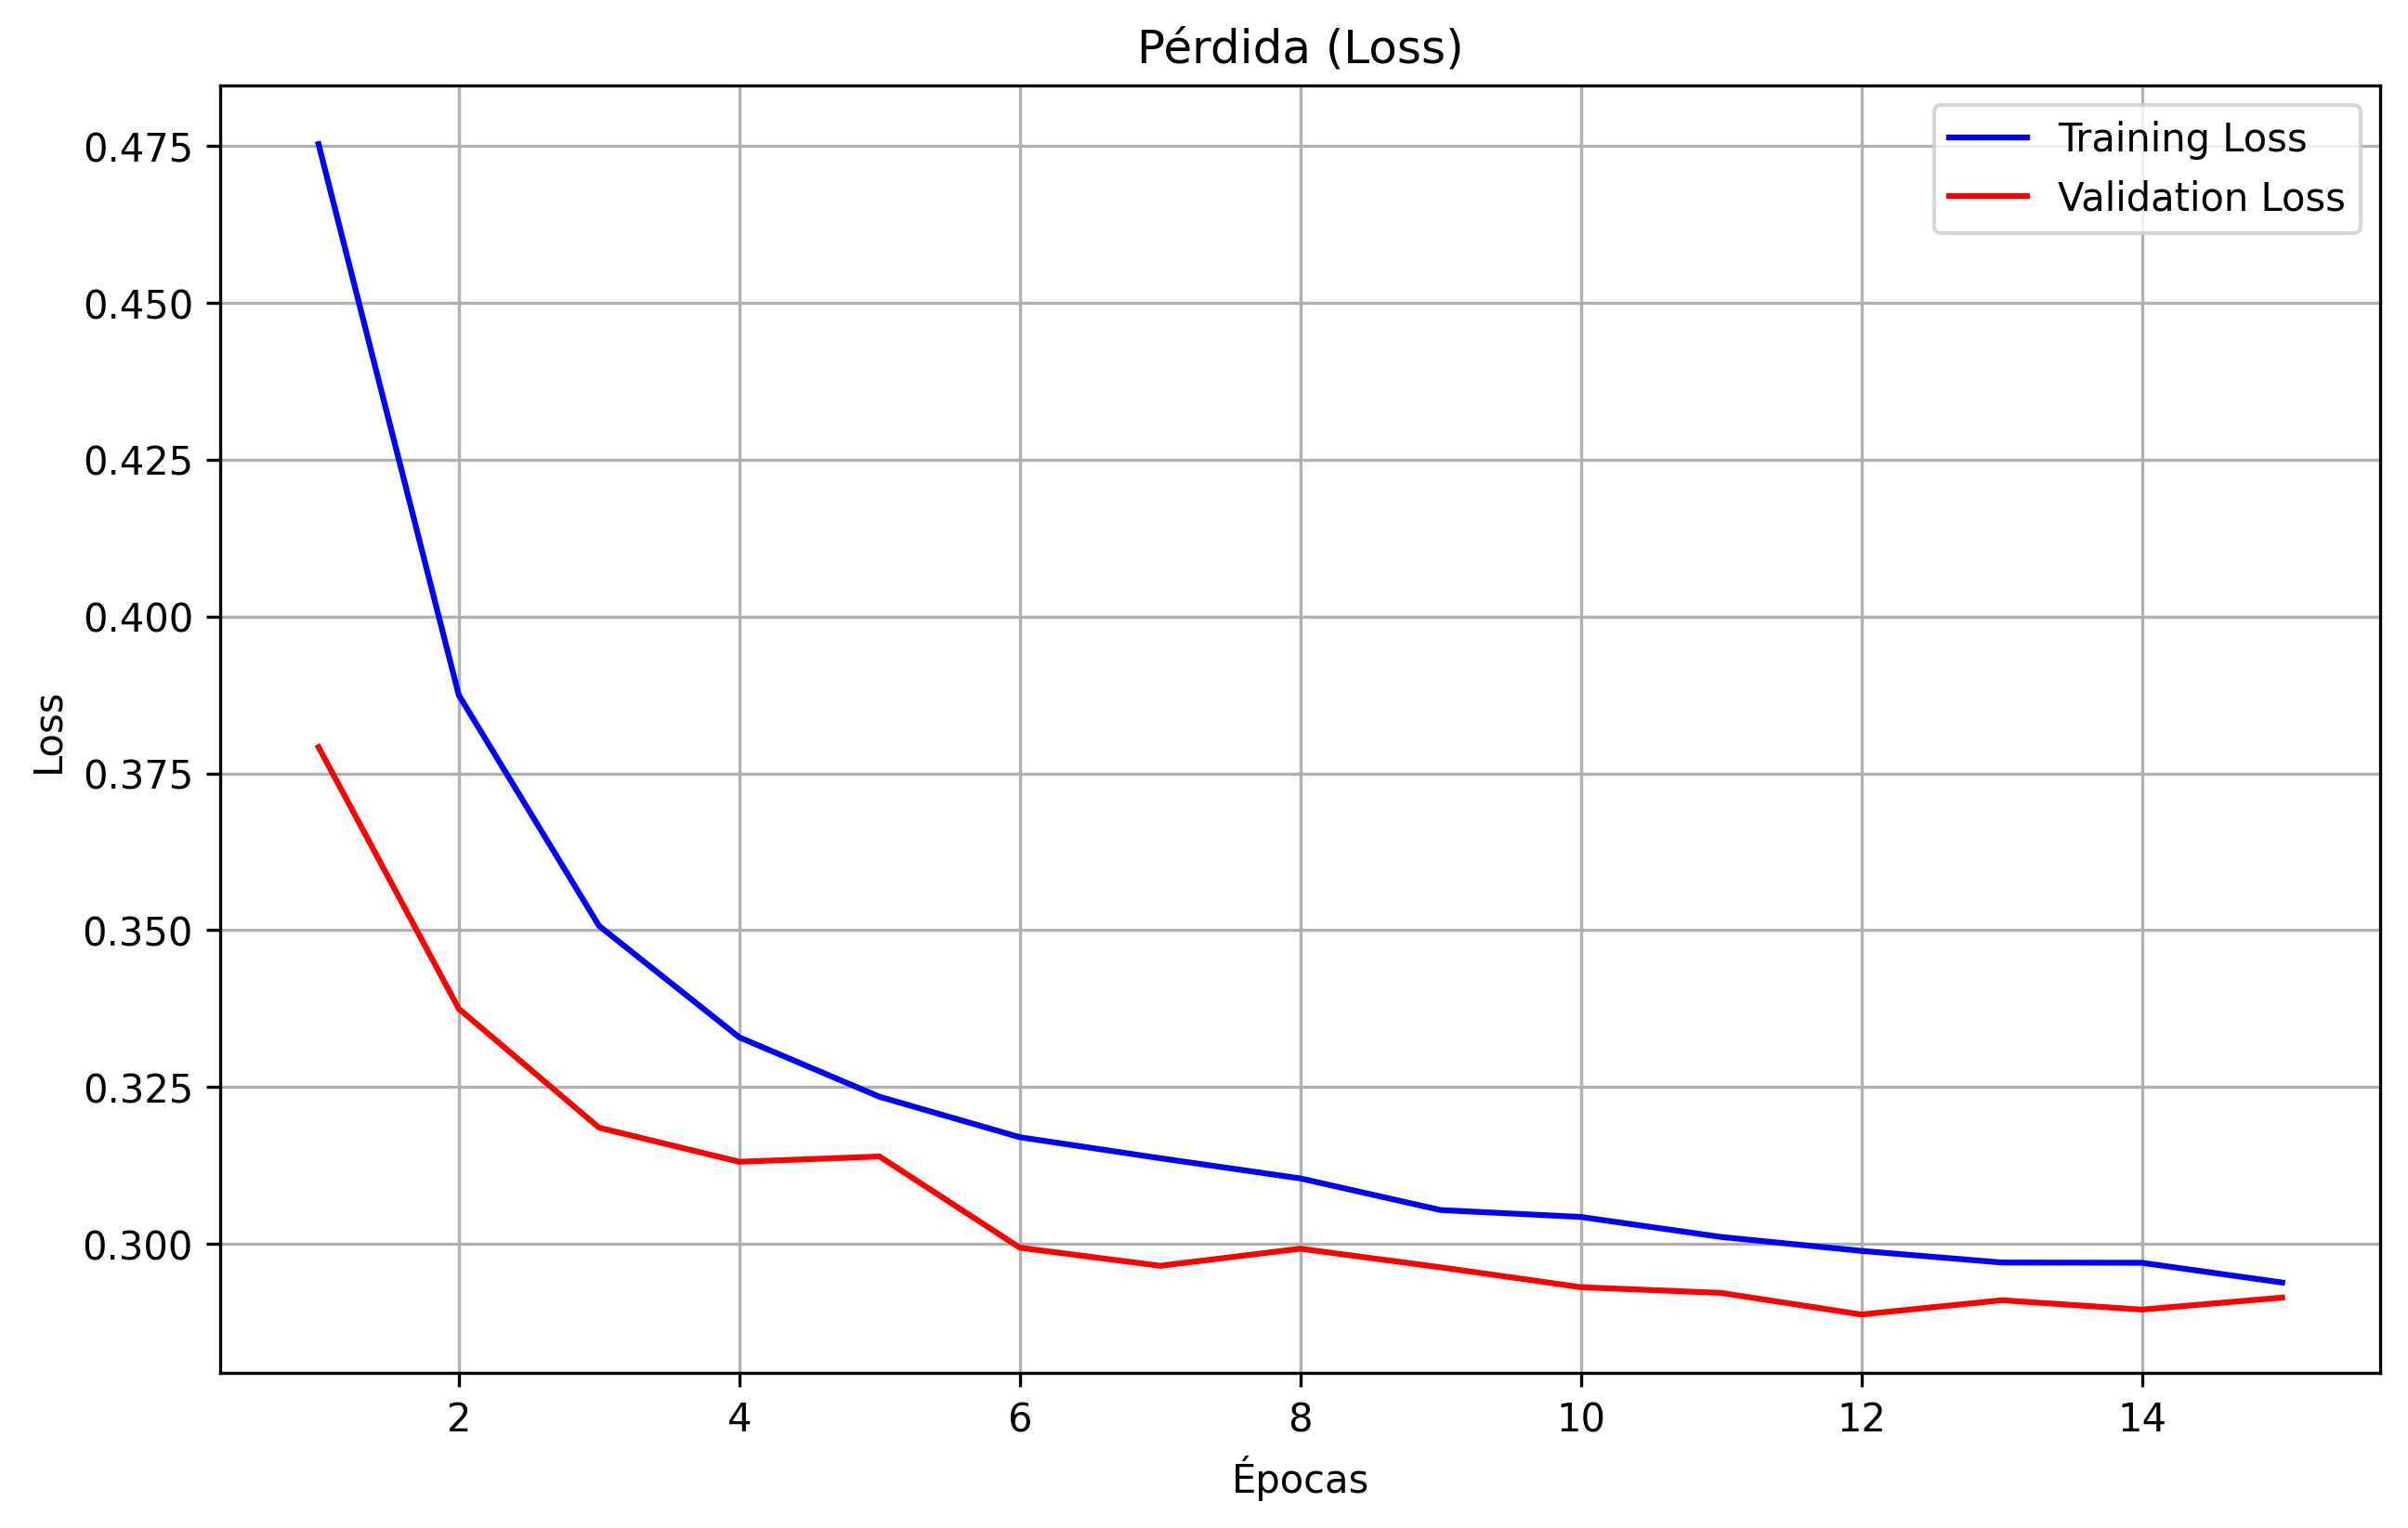 Pérdida (Loss)
Training Loss
Validation Loss
0.475
0.450
0.425
0.400
0.375
0.350
0.325
0.300
Loss
2 4 6 8 10 12 14
Épocas